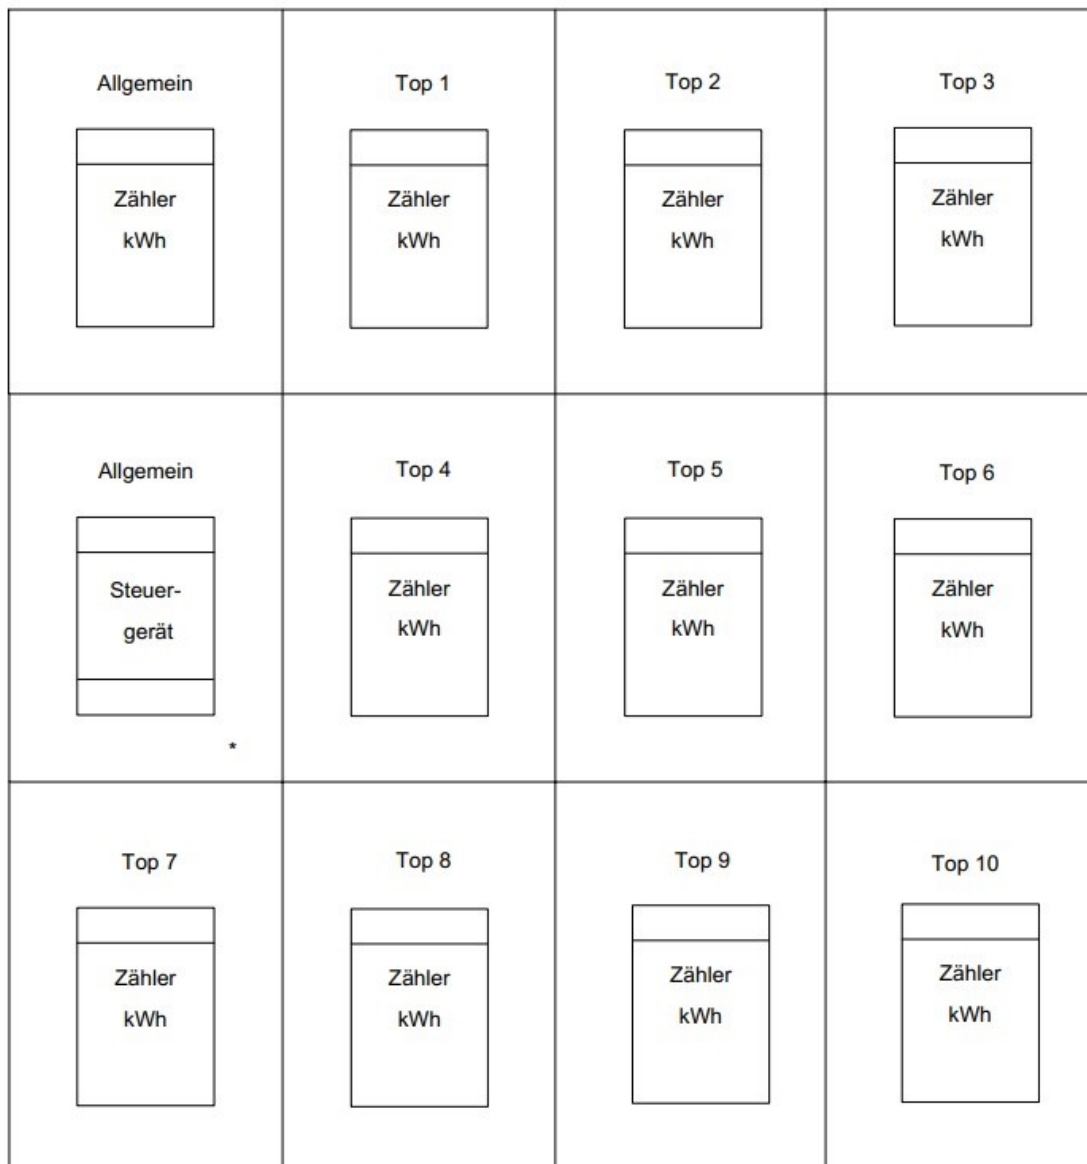 Allgemein
Zähler
kWh
Top 1
Zähler
kWh
Top 2
Zähler
kWh
Top 3
Zähler
kWh
Allgemein
Steuer-
gerät
*
Top 4
Zähler
kWh
Top 5
Zähler
kWh
Top 6
Zähler
kWh
Top 7
Zähler
kWh
Top 8
Zähler
kWh
Top 9
Zähler
kWh
Top 10
Zähler
kWh